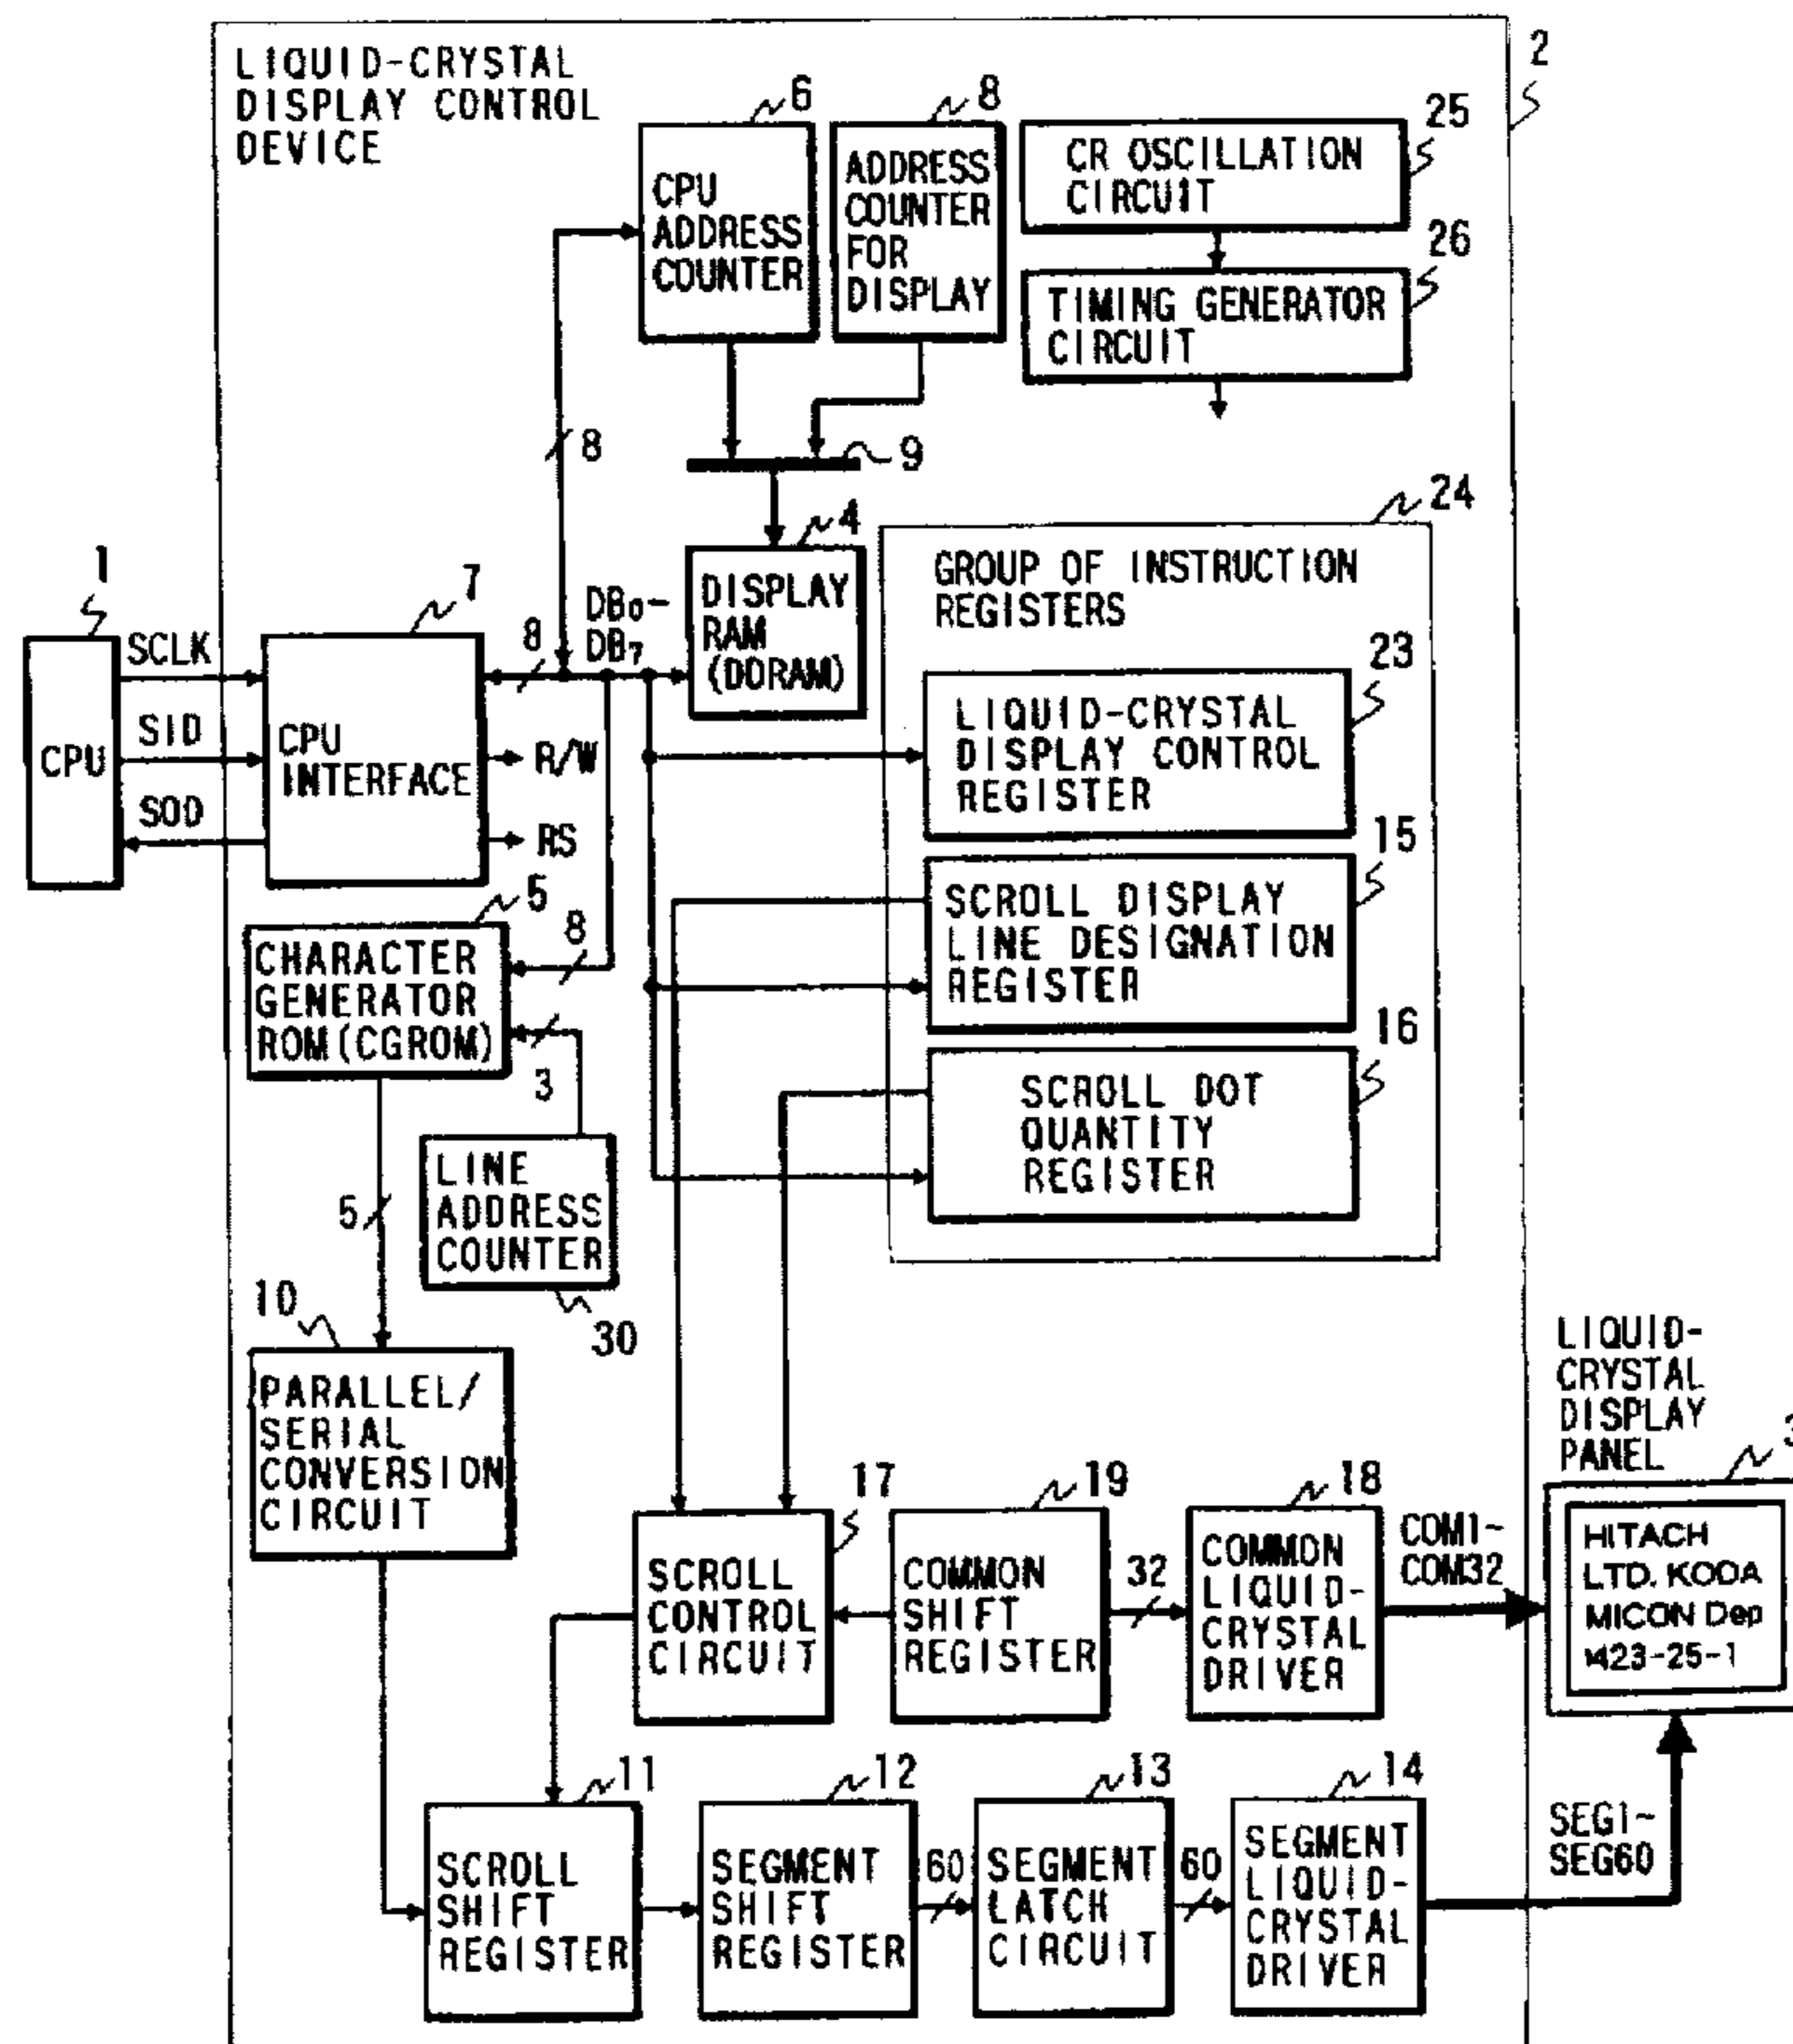 LIQUID-CRYSTAL
DISPLAY CONTROL
DEVICE
2
6
CPU
ADDRESS
COUNTER
8
ADDRESS
COUNTER
FOR
DISPLAY
25
CR OSCILLATION
CIRCUIT
26
TIMING GENERATOR
CIRCUIT
8
9
24
GROUP OF INSTRUCTION
REGISTERS
4
DISPLAY
RAM
(DDRAM)
1
CPU
SCLK
SID
SOD
7
CPU
INTERFACE
8
DB0-
DB7
R/W
RS
23
LIQUID-CRYSTAL
DISPLAY CONTROL
REGISTER
15
SCROLL DISPLAY
LINE DESIGNATION
REGISTER
16
SCROLL DOT
QUANTITY
REGISTER
5
CHARACTER
GENERATOR
ROM(CGROM)
8
3
LINE
ADDRESS
COUNTER
30
5
10
PARALLEL/
SERIAL
CONVERSION
CIRCUIT
17
SCROLL
CONTROL
CIRCUIT
19
COMMON
SHIFT
REGISTER
32
18
COMMON
LIQUID-
CRYSTAL
DRIVER
COM1-
COM32
LIQUID-
CRYSTAL
DISPLAY
PANEL
3
HITACH
LTD. KODA
MICON Dep
1423-25-1
11
SCROLL
SHIFT
REGISTER
12
SEGMENT
SHIFT
REGISTER
60
13
SEGMENT
LATCH
CIRCUIT
60
14
SEGMENT
LIQUID-
CRYSTAL
DRIVER
SEG1~
SEG60